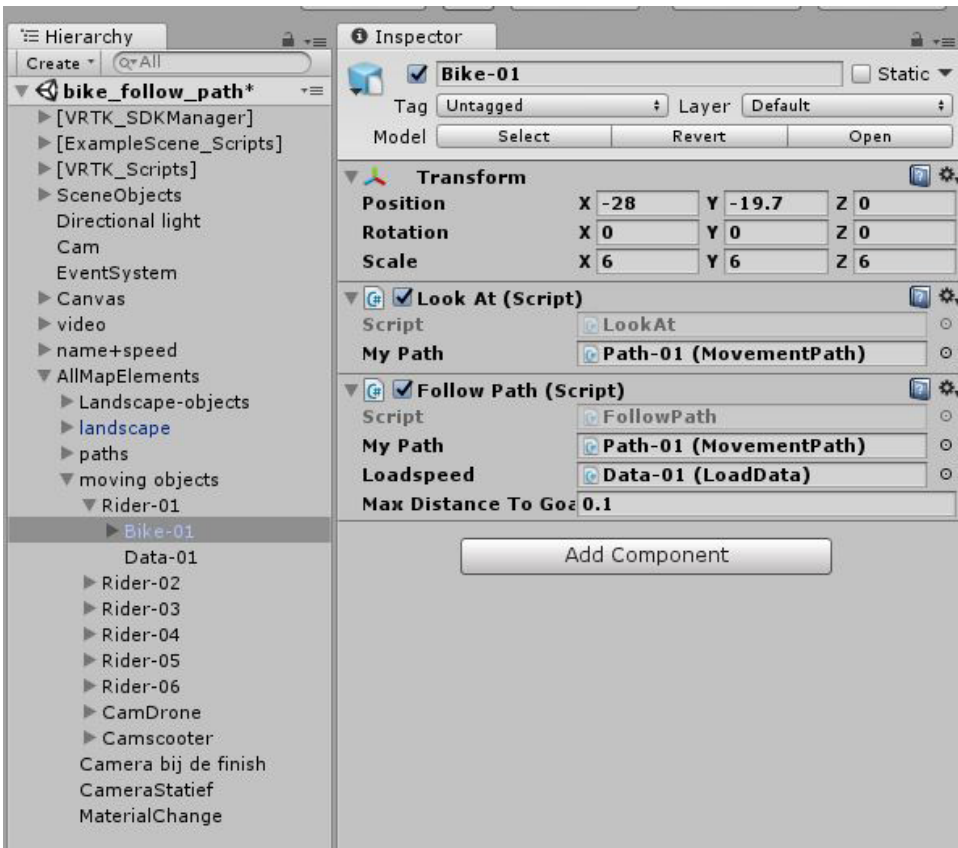 Hierarchy
Create
All
bike_follow_path*
[VRTK_SDKManager]
[ExampleScene_Scripts]
[VRTK_Scripts]
SceneObjects
Directional light
Cam
EventSystem
Canvas
video
name+speed
AllMapElements
Landscape-objects
landscape
paths
moving objects
Rider-01
Bike-01
Data-01
Rider-02
Rider-03
Rider-04
Rider-05
Rider-06
CamDrone
Camscooter
Camera bij de finish
CameraStatief
MaterialChange
Inspector
Bike-01 Static
Tag Untagged Layer Default
Model Select Revert Open
Transform
Position X -28 Y -19.7 Z 0
Rotation X 0 Y 0 Z 0
Scale X 6 Y 6 Z 6
Look At (Script)
Script LookAt
My Path Path-01 (MovementPath)
Follow Path (Script)
Script FollowPath
My Path Path-01 (MovementPath)
Loadspeed Data-01 (LoadData)
Max Distance To Goa 0.1
Add Component